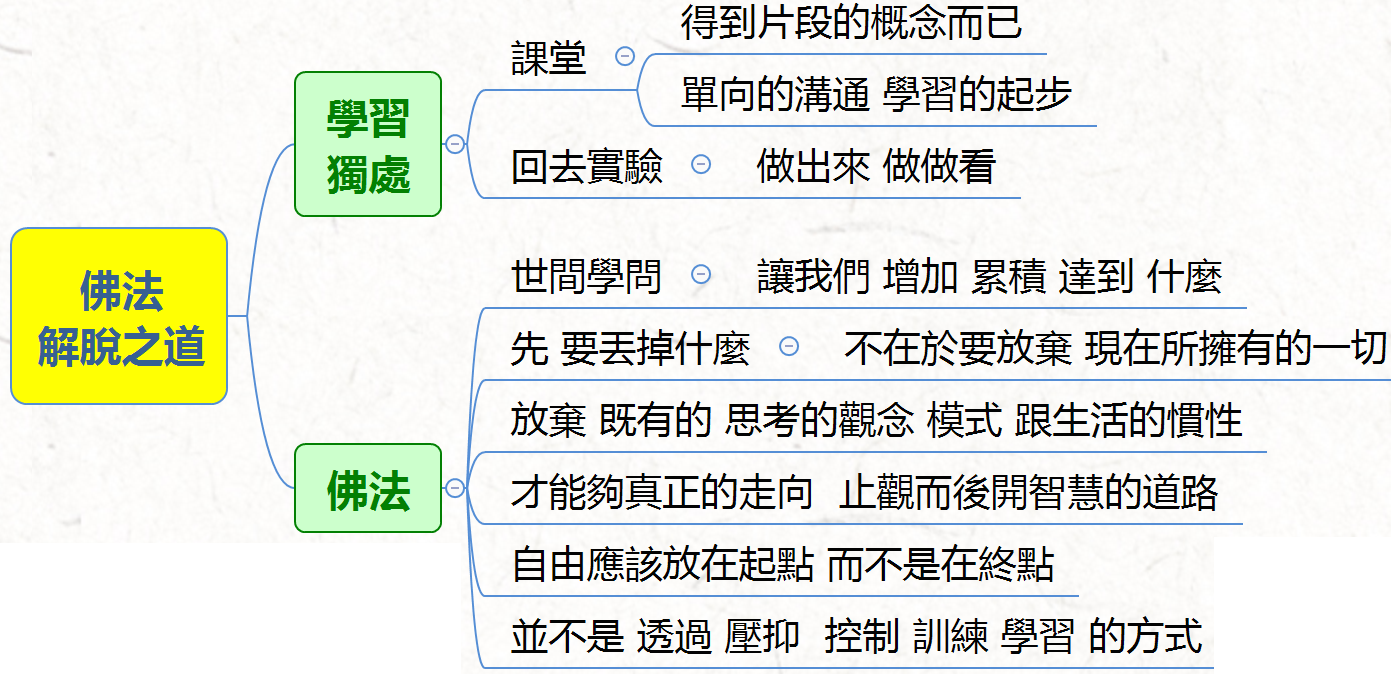 佛法
解脫之道
學習
獨處
課堂
得到片段的概念而已
單向的溝通 學習的起步
回去實驗
做出來 做做看
佛法
世間學問
讓我們 增加 累積 達到 什麼
先 要丟掉什麼
不在於要放棄 現在所擁有的一切
放棄 既有的 思考的觀念 模式 跟生活的慣性
才能夠真正的走向 止觀而後開智慧的道路
自由應該放在起點 而不是在終點
並不是 透過 壓抑 控制 訓練 學習 的方式